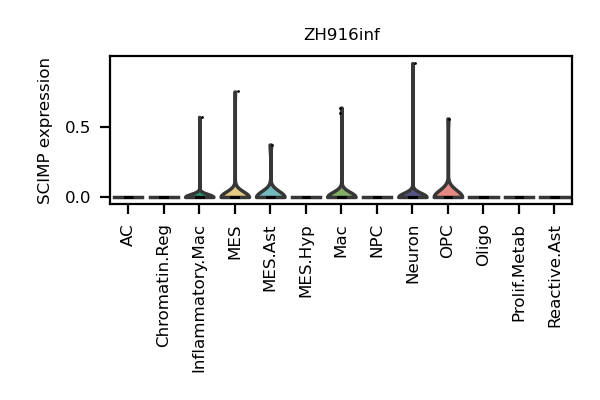 ZH916inf
SCIMP expression
0.5
0.0
AC
Chromatin.Reg
Inflammatory.Mac
MES
MES.Ast
MES.Hyp
Mac
NPC
Neuron
OPC
Oligo
Prolif.Metab
Reactive.Ast